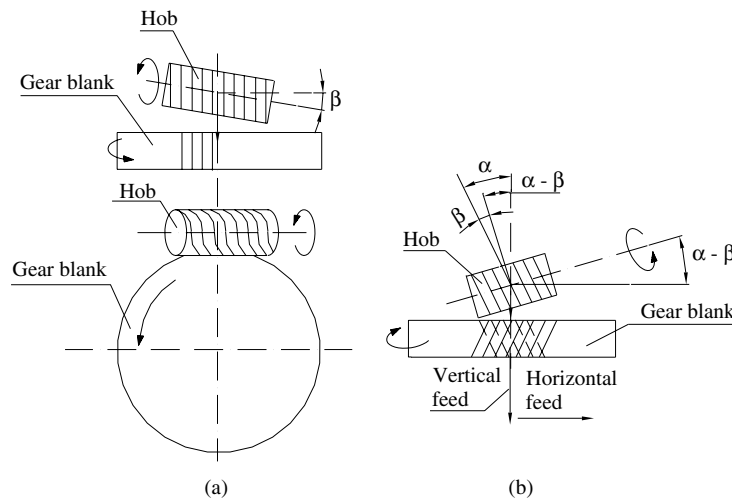 Hob
Gear blank
β
Hob
Gear blank
(a)
α
α - β
β
Hob
α - β
Gear blank
Vertical
feed
Horizontal
feed
(b)